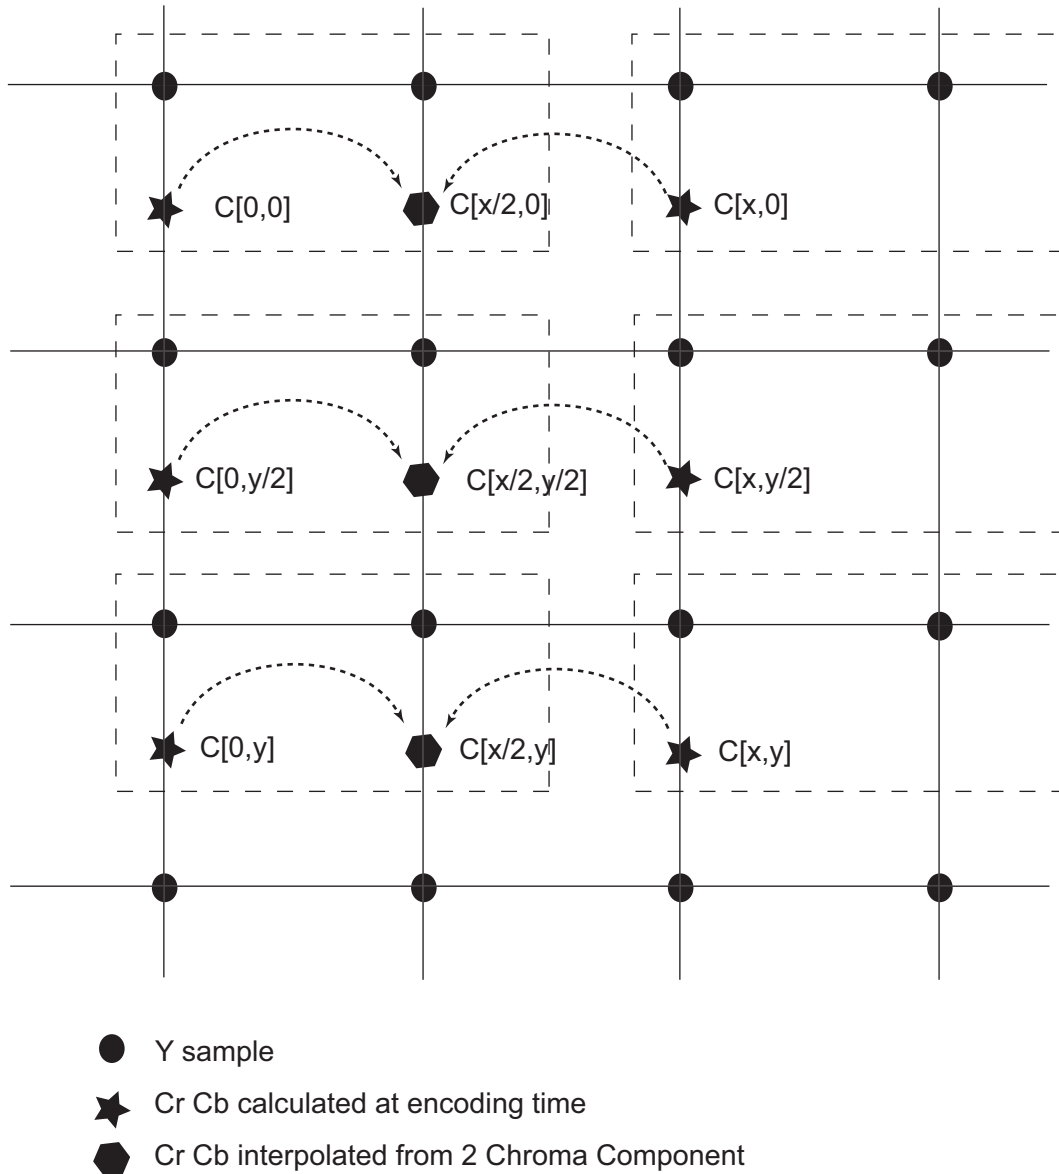 C[0,0] C[x/2,0] C[x,0]
C[0,y/2] C[x/2,y/2] C[x,y/2]
C[0,y] C[x/2,y] C[x,y]
Y sample
Cr Cb calculated at encoding time
Cr Cb interpolated from 2 Chroma Component